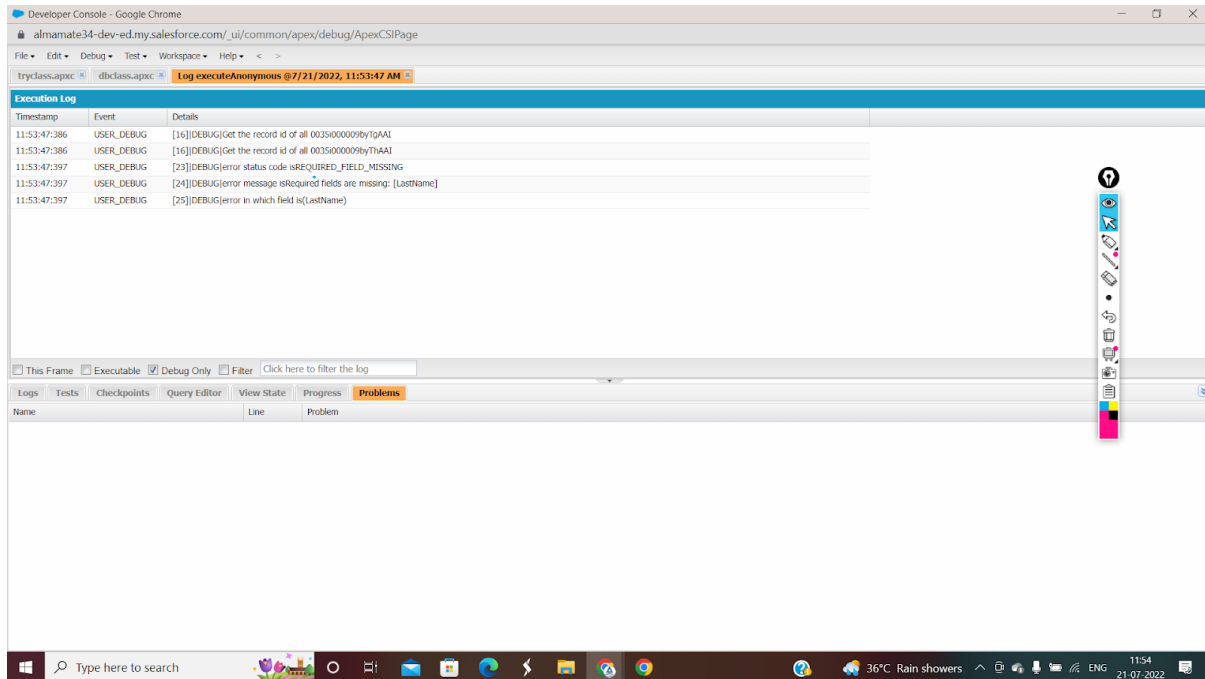 Developer Console - Google Chrome
almamate34-dev-ed.my.salesforce.com/_ui/common/apex/debug/ApexCSIPage
File Edit Debug Test Workspace Help < >
tryclass.apxc dbclass.apxc Log executeAnonymous @7/21/2022, 11:53:47 AM
Execution Log
Timestamp Event Details
11:53:47:386 USER_DEBUG [16]|DEBUG|Get the record id of all 0035i000009byTgAAI
11:53:47:386 USER_DEBUG [16]|DEBUG|Get the record id of all 0035i000009byThAAI
11:53:47:397 USER_DEBUG [23]|DEBUG|error status code isREQUIRED_FIELD_MISSING
11:53:47:397 USER_DEBUG [24]|DEBUG|error message isRequired fields are missing: [LastName]
11:53:47:397 USER_DEBUG [25]|DEBUG|error in which field is(LastName)
This Frame Executable Debug Only Filter Click here to filter the log
Logs Tests Checkpoints Query Editor View State Progress Problems
Name Line Problem
Type here to search
36°C Rain showers ENG 11:54
21-07-2022